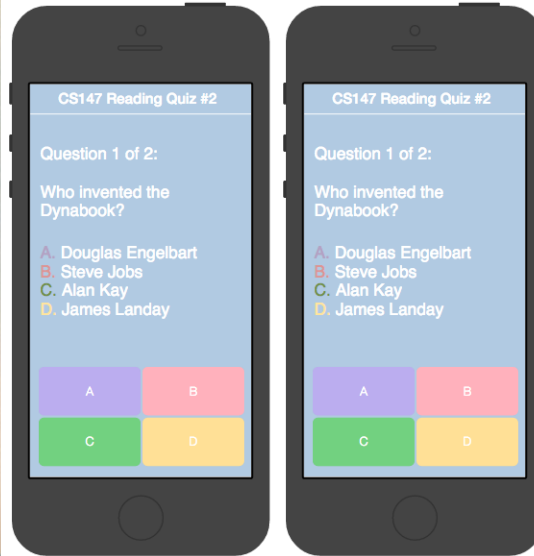 CS147 Reading Quiz #2
Question 1 of 2:
Who invented the
Dynabook?
A. Douglas Engelbart
B. Steve Jobs
C. Alan Kay
D. James Landay
A
B
C
D
CS147 Reading Quiz #2
Question 1 of 2:
Who invented the
Dynabook?
A. Douglas Engelbart
B. Steve Jobs
C. Alan Kay
D. James Landay
A
B
C
D